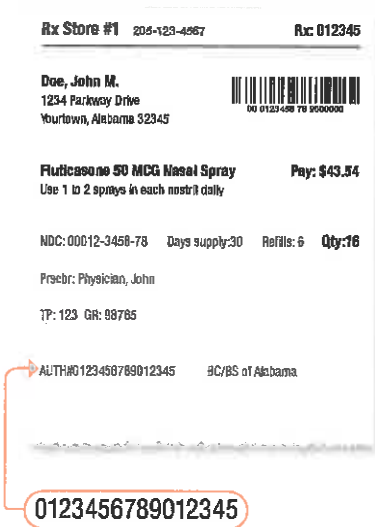 Rx Store #1 205-123-4567 Rx: 012345
Doe, John M.
1234 Parkway Drive
Yourtown, Alabama 32345
00 0123458 78 9500000
Fluticasone 50 MCG Nasal Spray Pay: $43.54
Use 1 to 2 sprays in each nostril daily
NDC: 00012-3458-78 Days supply:30 Refills: 6 Qty:16
Prscbr: Physician, John
TP: 123 GR: 98765
AUTH#0123456789012345 BC/BS of Alabama
0123456789012345